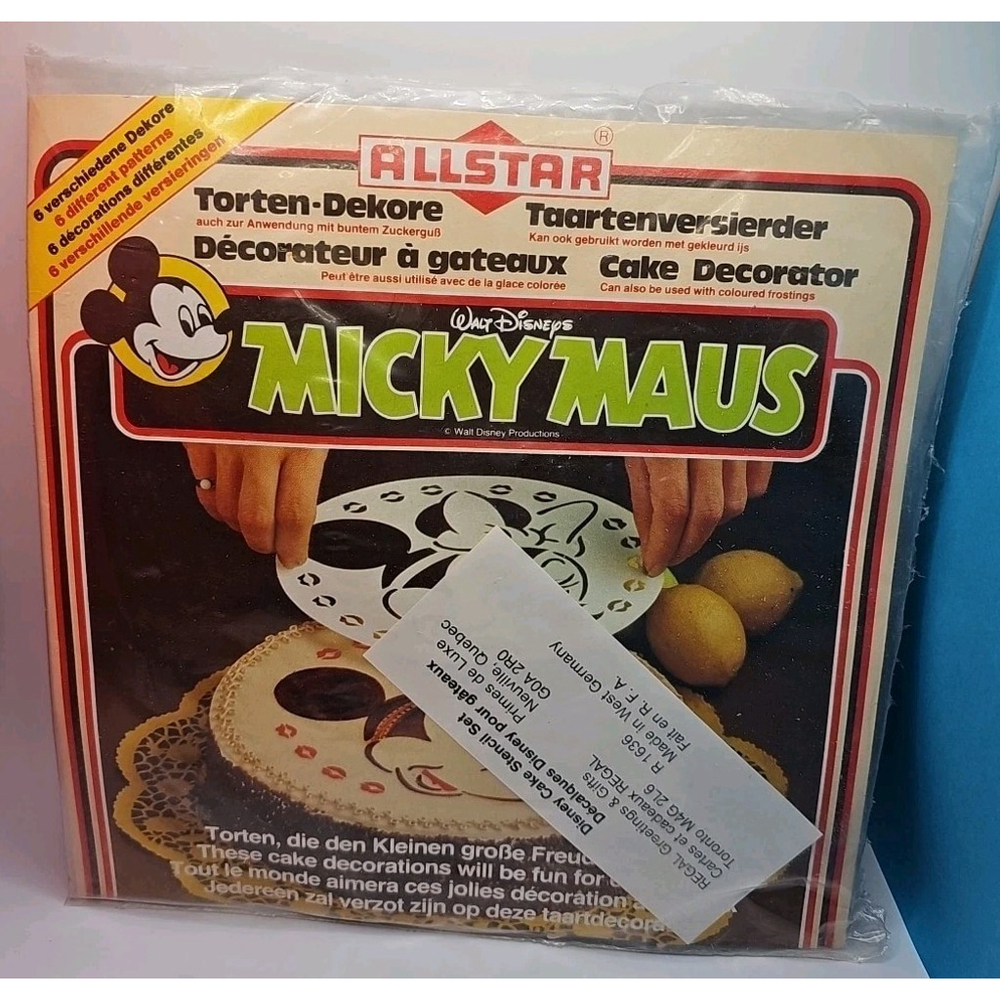 6 verschiedene Dekore
6 different patterns
6 décorations différentes
6 verschillende versieringen
ALLSTAR ®
Torten-Dekore
auch zur Anwendung mit buntem Zuckerguß
Taartenversierder
Kan ook gebruikt worden met gekleurd ijs
Décorateur à gateaux
Peut être aussi utilisé avec de la glace colorée
Cake Decorator
Can also be used with coloured frostings
Walt Disneys
MICKY MAUS
© Walt Disney Productions
Disney Cake Stencil Set
Décalques Disney pour gâteaux
Primes de Luxe
Neuville, Quebec
G0A 2R0
REGAL Greetings & Gifts
Cartes et cadeaux REGAL
Toronto M4G 2L6
R 1636
Made in West Germany
Fait en R. F. A.
Torten, die den Kleinen große
These cake decorations will be fun for
Tout le monde aimera ces jolies
Jedereen zal verzot zijn op deze